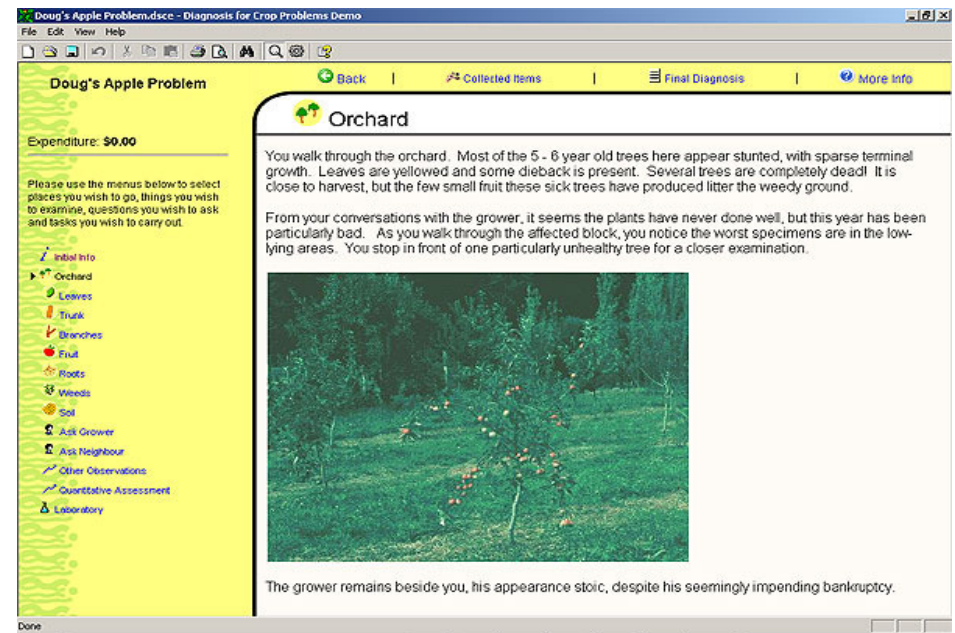 Doug's Apple Problem.dsce - Diagnosis for Crop Problems Demo
File Edit View Help
Doug's Apple Problem
Back | Collected Items | Final Diagnosis | More Info
Orchard
Expenditure: $0.00
Please use the menus below to select
places you wish to go, things you wish
to examine, questions you wish to ask
and tasks you wish to carry out.
Initial Info
Orchard
Leaves
Trunk
Branches
Fruit
Roots
Weeds
Soil
Ask Grower
Ask Neighbour
Other Observations
Quantitative Assessment
Laboratory
You walk through the orchard. Most of the 5 - 6 year old trees here appear stunted, with sparse terminal
growth. Leaves are yellowed and some dieback is present. Several trees are completely dead! It is
close to harvest, but the few small fruit these sick trees have produced litter the weedy ground.
From your conversations with the grower, it seems the plants have never done well, but this year has been
particularly bad. As you walk through the affected block, you notice the worst specimens are in the low-
lying areas. You stop in front of one particularly unhealthy tree for a closer examination.
The grower remains beside you, his appearance stoic, despite his seemingly impending bankruptcy.
Done